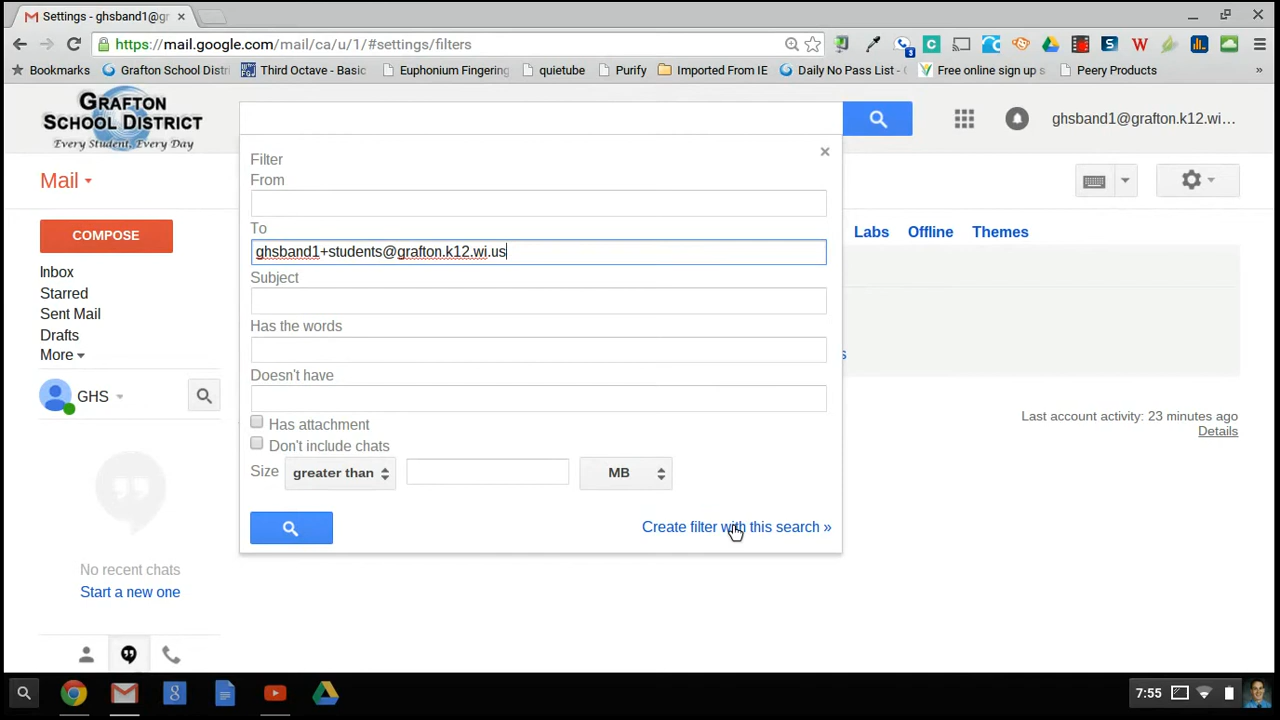 Settings - ghsband1@gr
https://mail.google.com/mail/ca/u/1/#settings/filters
Bookmarks Grafton School Distri Third Octave - Basic Euphonium Fingering quietube Purify Imported From IE Daily No Pass List - Free online sign up s Peery Products »
GRAFTON
SCHOOL DISTRICT
Every Student, Every Day
ghsband1@grafton.k12.wi...
Mail
Filter
From
To
ghsband1+students@grafton.k12.wi.us
Subject
Has the words
Doesn't have
Has attachment
Don't include chats
Size greater than MB
Create filter with this search »
Labs Offline Themes
COMPOSE
Inbox
Starred
Sent Mail
Drafts
More
GHS
No recent chats
Start a new one
s
Last account activity: 23 minutes ago
Details
7:55